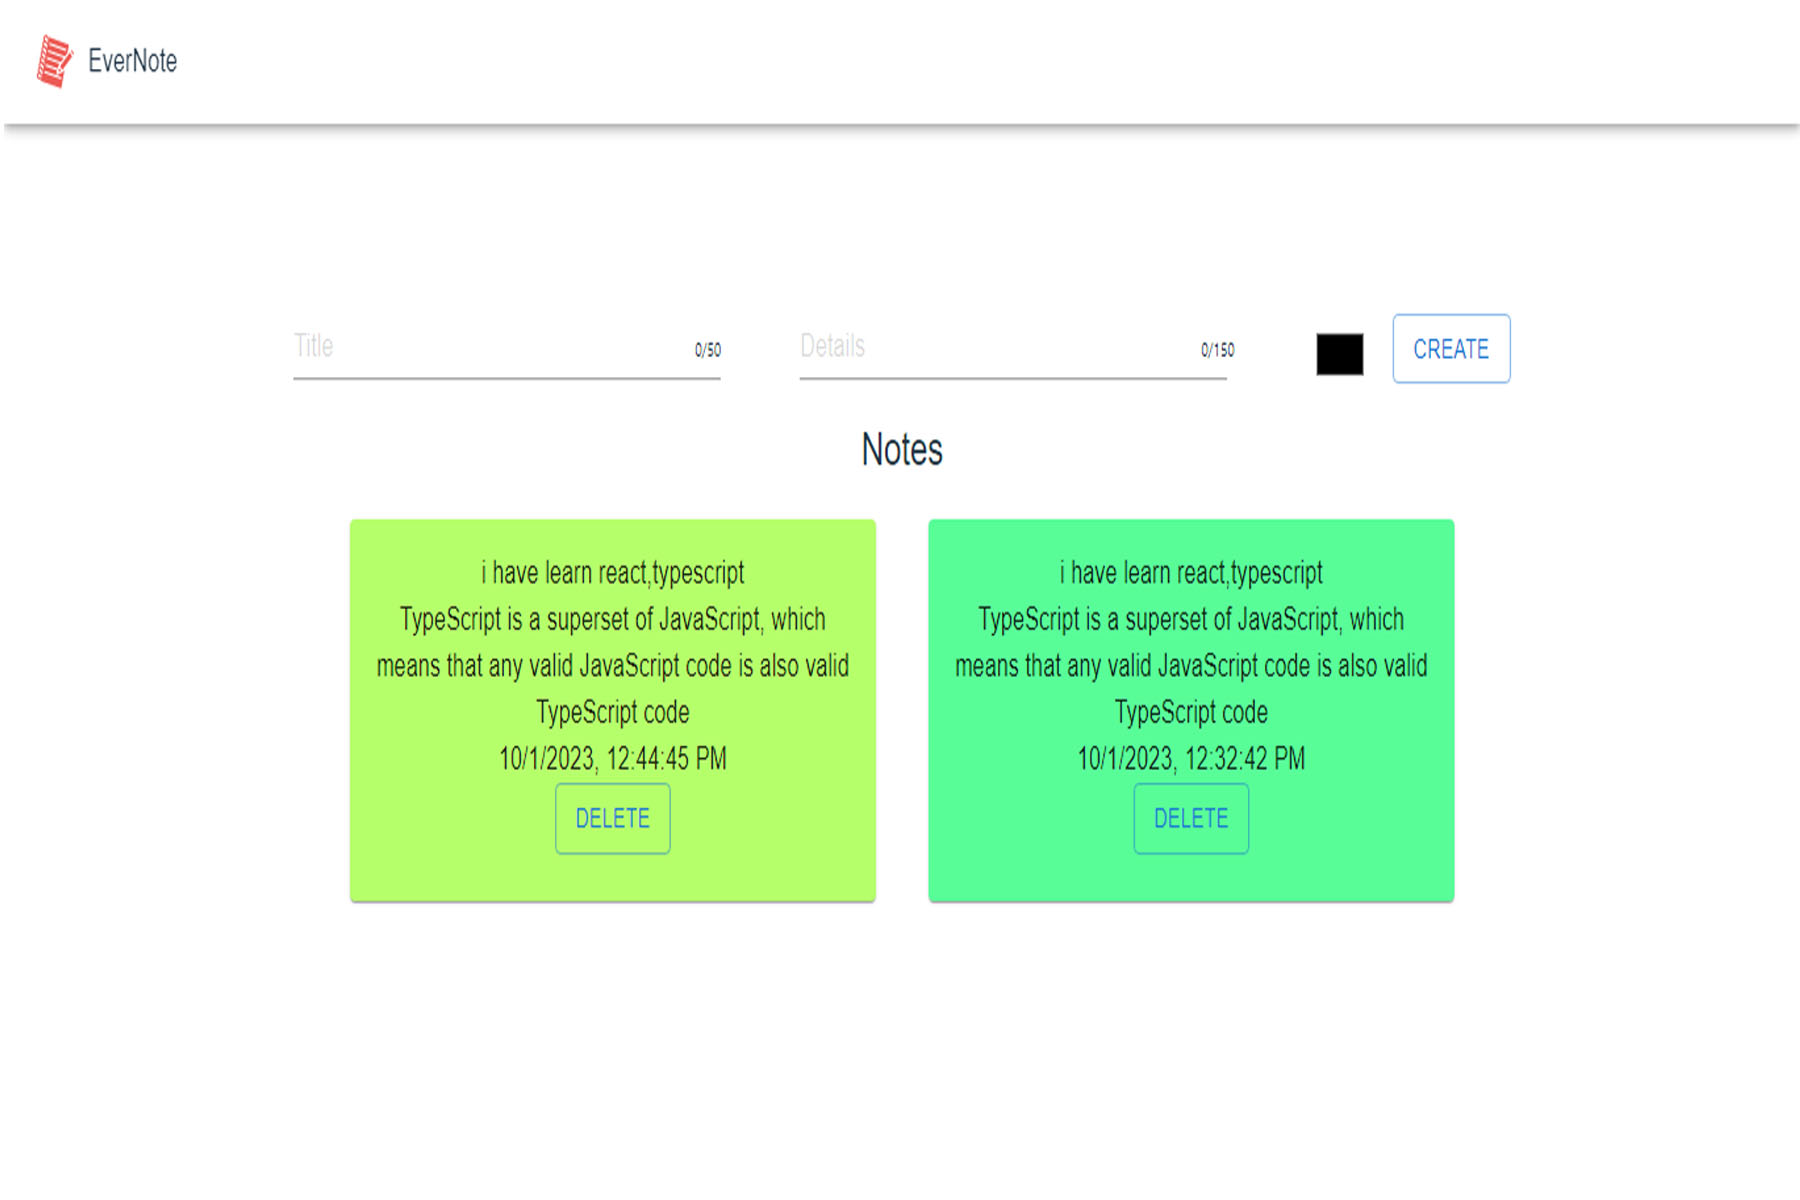 EverNote
Title 0/50 Details 0/150 CREATE
Notes
i have learn react,typescript
TypeScript is a superset of JavaScript, which
means that any valid JavaScript code is also valid
TypeScript code
10/1/2023, 12:44:45 PM
DELETE
i have learn react,typescript
TypeScript is a superset of JavaScript, which
means that any valid JavaScript code is also valid
TypeScript code
10/1/2023, 12:32:42 PM
DELETE